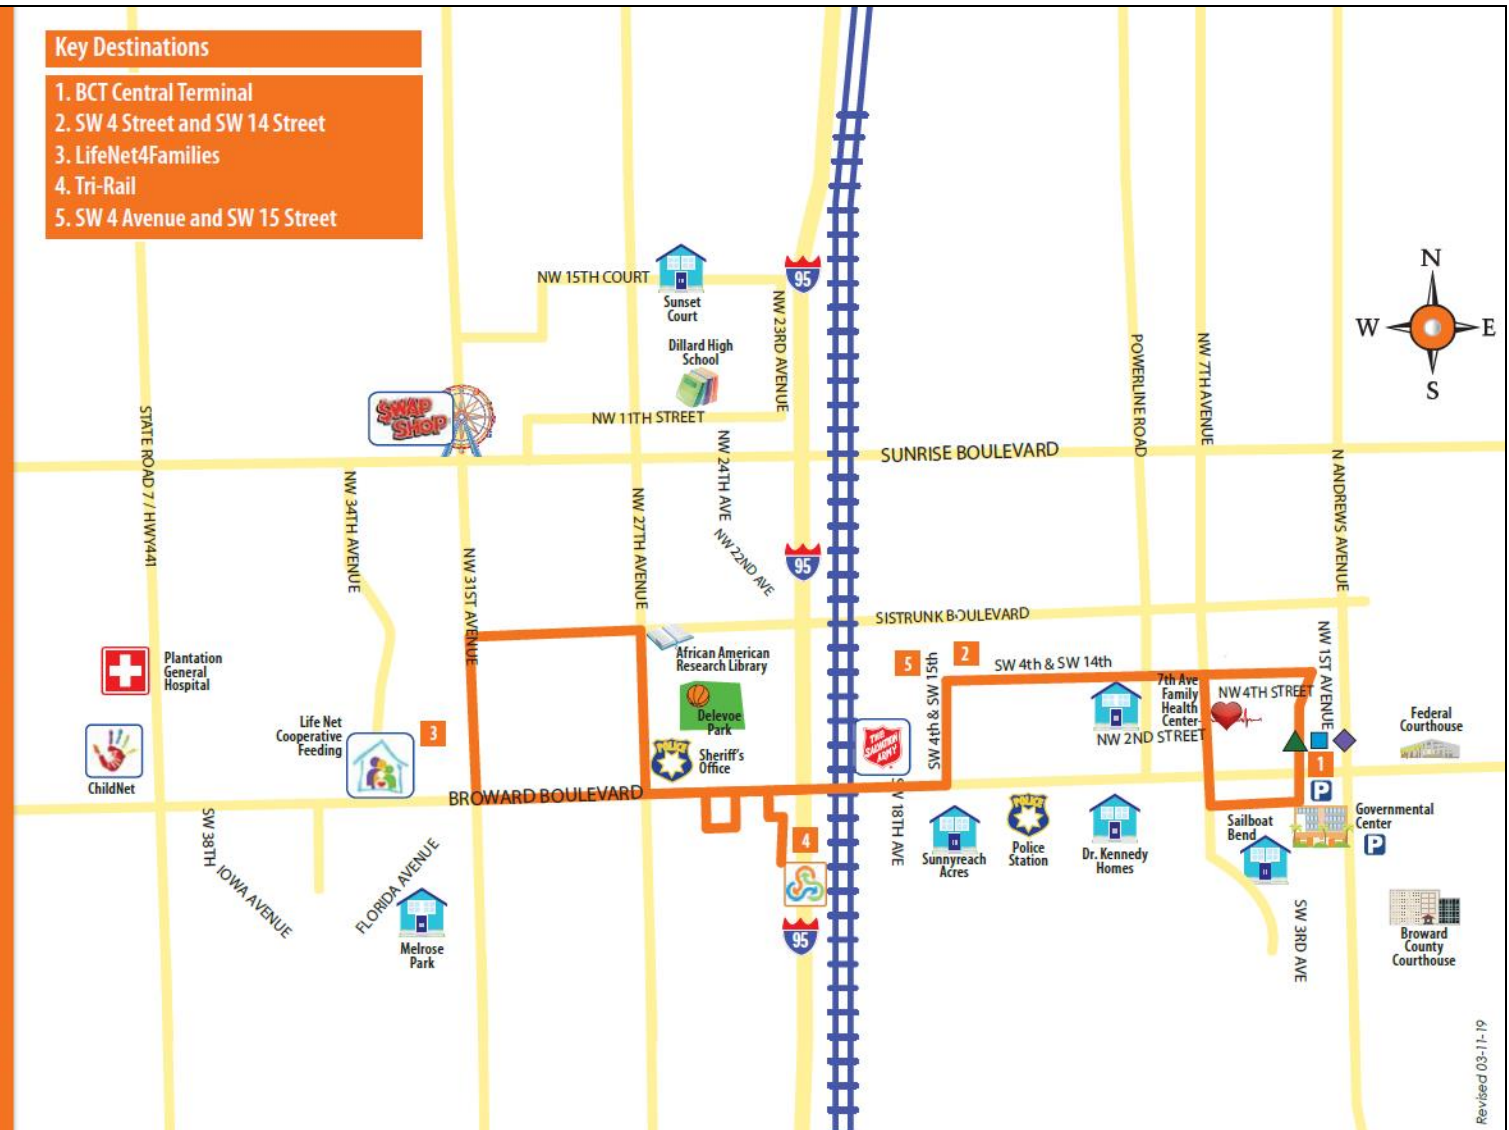 Key Destinations
1. BCT Central Terminal
2. SW 4 Street and SW 14 Street
3. LifeNet4Families
4. Tri-Rail
5. SW 4 Avenue and SW 15 Street
N
W
E
S
NW 15TH COURT
Sunset
Court
95
NW 23RD AVENUE
Dillard High
School
POWERLINE ROAD
NW 7TH AVENUE
SWAP
SHOP
NW 11TH STREET
STATE ROAD 7 / HWY441
SUNRISE BOULEVARD
NW 34TH AVENUE
NW 24TH AVE
N ANDREWS AVENUE
NW 27TH AVENUE
NW 22ND AVE
95
NW 31ST AVENUE
SISTRUNK BOULEVARD
NW 1ST AVENUE
Plantation
General
Hospital
African American
Research Library
5
2
SW 4th & SW 15th
SW 4th & SW 14th
7th Ave
Family
Health
Center
NW 4TH STREET
NW 2ND STREET
Life Net
Cooperative
Feeding
3
Delevoe
Park
POLICE
Sheriff's
Office
THE
SALVATION
ARMY
Federal
Courthouse
ChildNet
1
P
BROWARD BOULEVARD
SW 38TH
IOWA AVENUE
FLORIDA AVENUE
SW 18TH AVE
4
Sunnyreach
Acres
POLICE
Police
Station
Dr. Kennedy
Homes
Sailboat
Bend
Governmental
Center
P
Melrose
Park
95
SW 3RD AVE
Broward
County
Courthouse
Revised 03-11-19